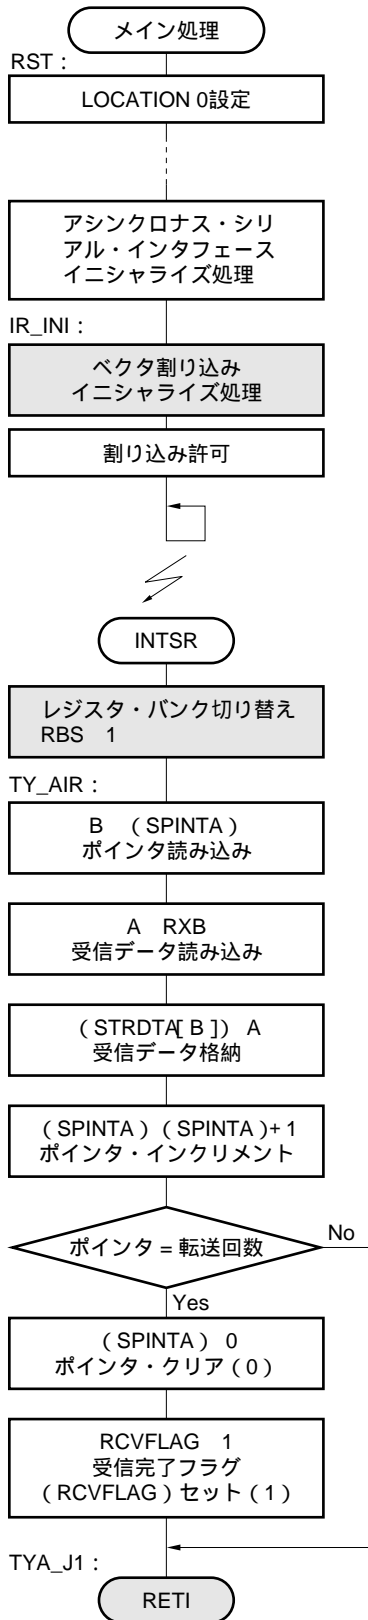 メイン処理
RST：
LOCATION 0設定
アシンクロナス・シリ
アル・インタフェース
イニシャライズ処理
IR_INI：
ベクタ割り込み
イニシャライズ処理
割り込み許可
INTSR
レジスタ・バンク切り替え
RBS 1
TY_AIR：
B （SPINTA）
ポインタ読み込み
A RXB
受信データ読み込み
（STRDTA[ B ]） A
受信データ格納
（SPINTA）（SPINTA）+ 1
ポインタ・インクリメント
ポインタ = 転送回数
No
Yes
（SPINTA） 0
ポインタ・クリア（0）
RCVFLAG 1
受信完了フラグ
（RCVFLAG）セット（1）
TYA_J1：
RETI